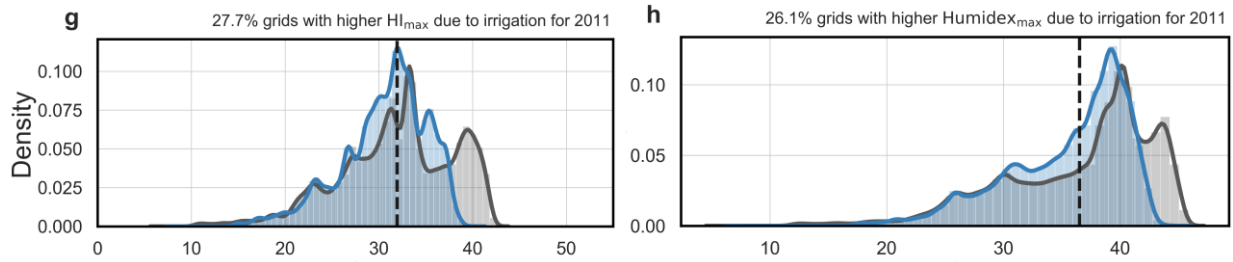 g
27.7% grids with higher HImax due to irrigation for 2011
Density
0.100
0.075
0.050
0.025
0.000
0 10 20 30 40 50
h
26.1% grids with higher Humidexmax due to irrigation for 2011
0.10
0.05
0.00
10 20 30 40